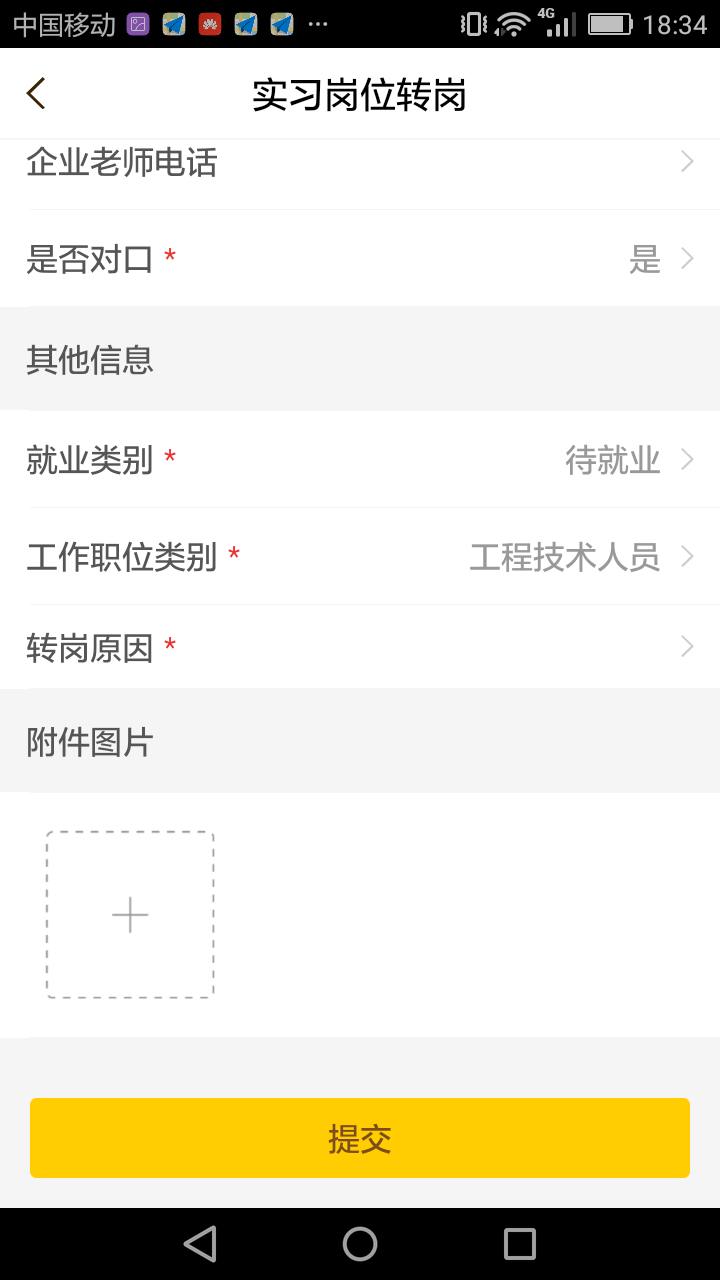 中国移动 ··· 4G 18:34
实习岗位转岗
企业老师电话
是否对口 * 是
其他信息
就业类别 * 待就业
工作职位类别 * 工程技术人员
转岗原因 *
附件图片
提交